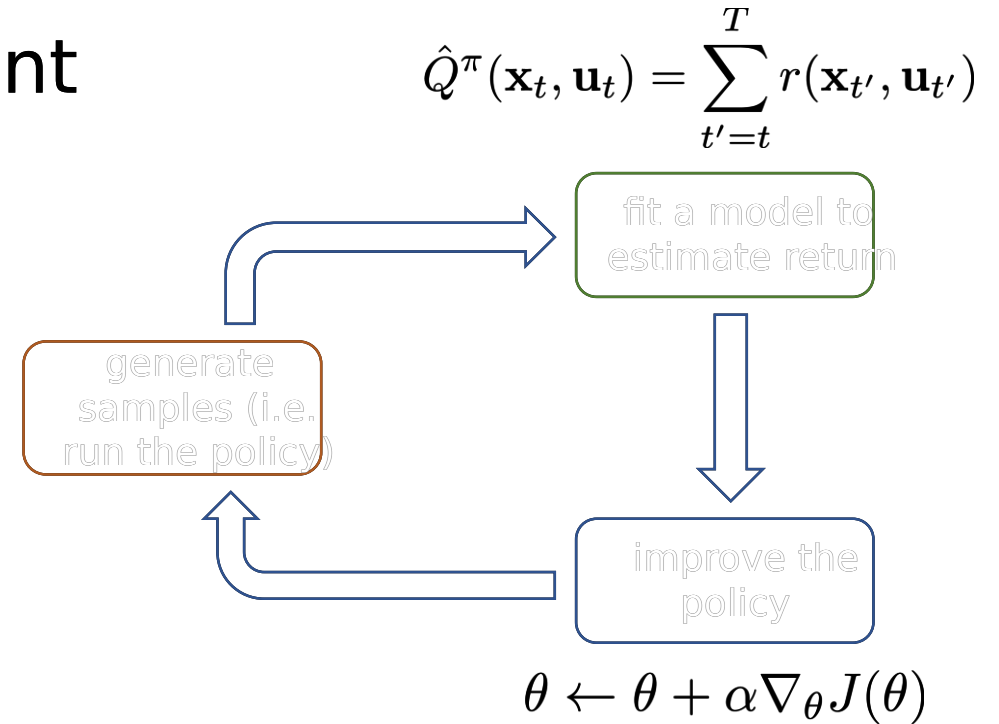 nt
Q̂^π(x_t, u_t) = ∑_{t'=t}^{T} r(x_{t'}, u_{t'})
fit a model to
estimate return
generate
samples (i.e.
run the policy)
improve the
policy
θ ← θ + α∇_θ J(θ)